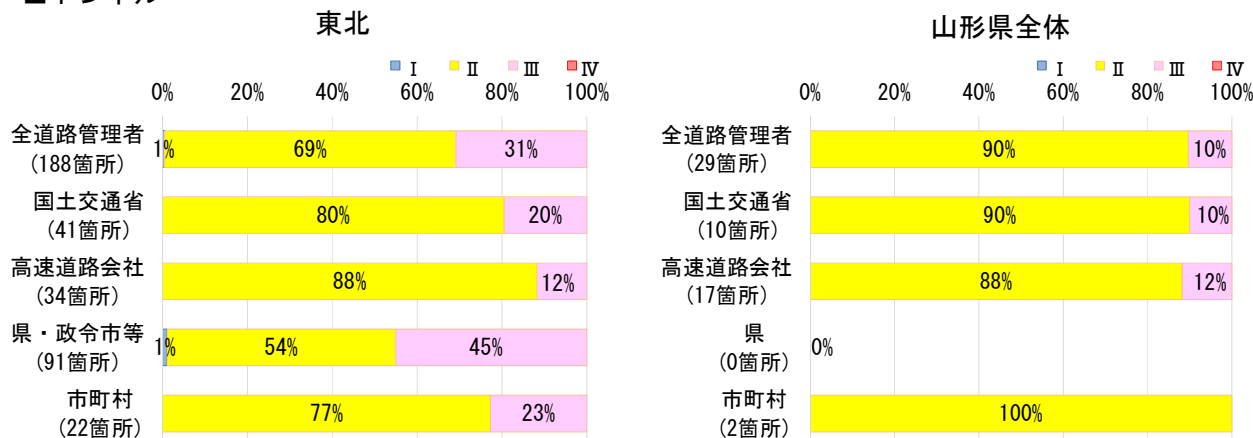 東北
Ⅰ Ⅱ Ⅲ Ⅳ
0% 20% 40% 60% 80% 100%
全道路管理者
(188箇所)
1% 69% 31%
国土交通省
(41箇所)
80% 20%
高速道路会社
(34箇所)
88% 12%
県・政令市等
(91箇所)
1% 54% 45%
市町村
(22箇所)
77% 23%
山形県全体
Ⅰ Ⅱ Ⅲ Ⅳ
0% 20% 40% 60% 80% 100%
全道路管理者
(29箇所)
90% 10%
国土交通省
(10箇所)
90% 10%
高速道路会社
(17箇所)
88% 12%
県
(0箇所)
0%
市町村
(2箇所)
100%